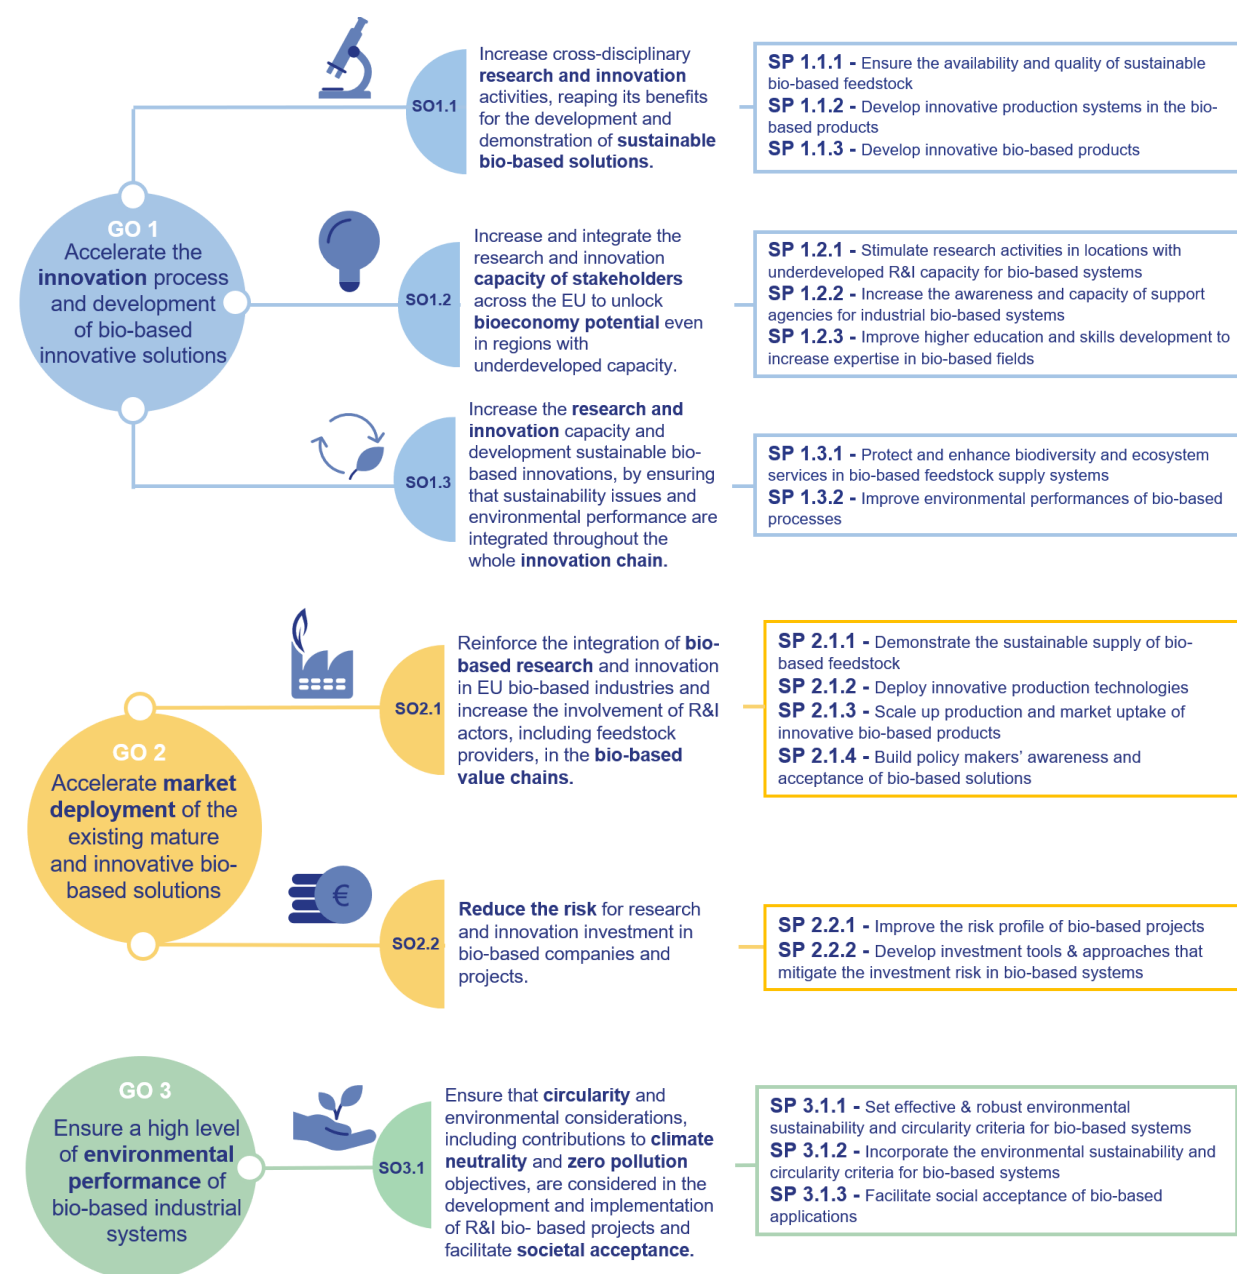 GO 1
Accelerate the
innovation process
and development
of bio-based
innovative solutions
SO1.1
Increase cross-disciplinary
research and innovation
activities, reaping its benefits
for the development and
demonstration of sustainable
bio-based solutions.
SP 1.1.1 - Ensure the availability and quality of sustainable
bio-based feedstock
SP 1.1.2 - Develop innovative production systems in the bio-
based products
SP 1.1.3 - Develop innovative bio-based products
SO1.2
Increase and integrate the
research and innovation
capacity of stakeholders
across the EU to unlock
bioeconomy potential even
in regions with
underdeveloped capacity.
SP 1.2.1 - Stimulate research activities in locations with
underdeveloped R&I capacity for bio-based systems
SP 1.2.2 - Increase the awareness and capacity of support
agencies for industrial bio-based systems
SP 1.2.3 - Improve higher education and skills development to
increase expertise in bio-based fields
SO1.3
Increase the research and
innovation capacity and
development sustainable bio-
based innovations, by ensuring
that sustainability issues and
environmental performance are
integrated throughout the
whole innovation chain.
SP 1.3.1 - Protect and enhance biodiversity and ecosystem
services in bio-based feedstock supply systems
SP 1.3.2 - Improve environmental performances of bio-based
processes
GO 2
Accelerate market
deployment of the
existing mature
and innovative bio-
based solutions
SO2.1
Reinforce the integration of bio-
based research and innovation
in EU bio-based industries and
increase the involvement of R&I
actors, including feedstock
providers, in the bio-based
value chains.
SP 2.1.1 - Demonstrate the sustainable supply of bio-
based feedstock
SP 2.1.2 - Deploy innovative production technologies
SP 2.1.3 - Scale up production and market uptake of
innovative bio-based products
SP 2.1.4 - Build policy makers' awareness and
acceptance of bio-based solutions
€
SO2.2
Reduce the risk for research
and innovation investment in
bio-based companies and
projects.
SP 2.2.1 - Improve the risk profile of bio-based projects
SP 2.2.2 - Develop investment tools & approaches that
mitigate the investment risk in bio-based systems
GO 3
Ensure a high level
of environmental
performance of
bio-based industrial
systems
SO3.1
Ensure that circularity and
environmental considerations,
including contributions to climate
neutrality and zero pollution
objectives, are considered in the
development and implementation
of R&I bio- based projects and
facilitate societal acceptance.
SP 3.1.1 - Set effective & robust environmental
sustainability and circularity criteria for bio-based systems
SP 3.1.2 - Incorporate the environmental sustainability and
circularity criteria for bio-based systems
SP 3.1.3 - Facilitate social acceptance of bio-based
applications